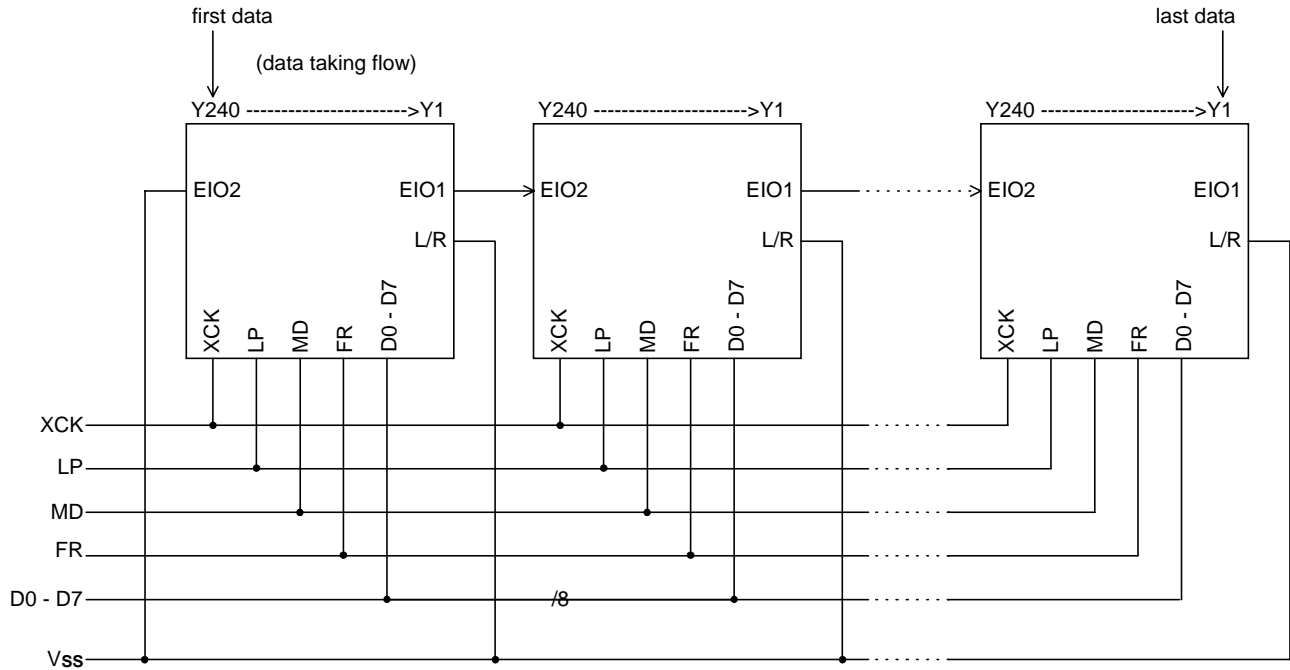 first data
last data
(data taking flow)
Y240 ---------------------->Y1
Y240 ---------------------->Y1
Y240 ---------------------->Y1
EIO2
EIO1
EIO2
EIO1
EIO2
EIO1
L/R
L/R
L/R
XCK
LP
MD
FR
D0 - D7
XCK
LP
MD
FR
D0 - D7
XCK
LP
MD
FR
D0 - D7
XCK
LP
MD
FR
D0 - D7
/8
Vss